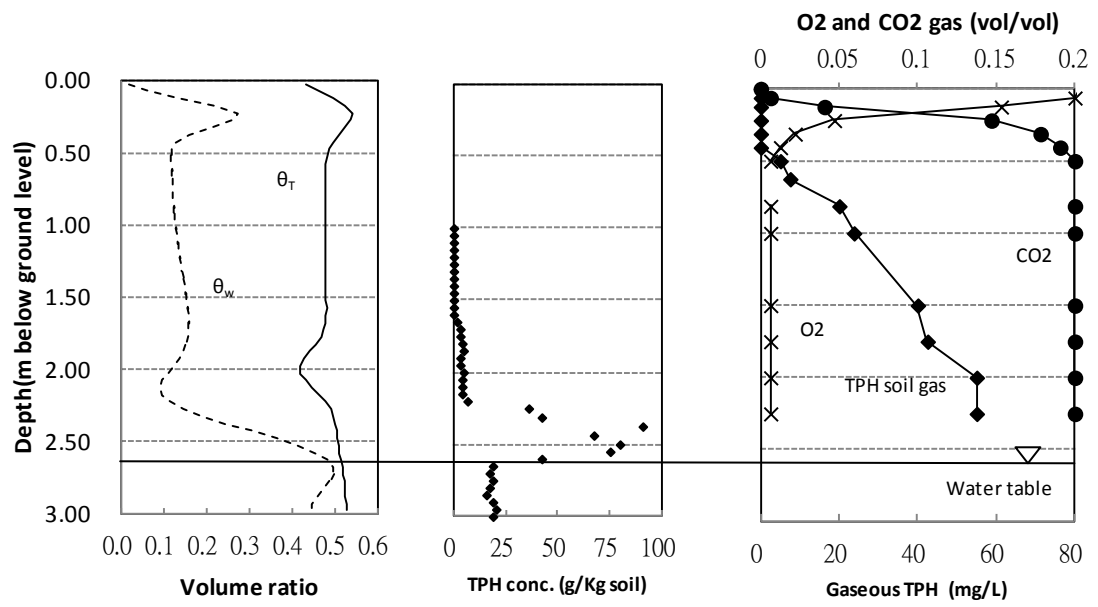 O2 and CO2 gas (vol/vol)
0 0.05 0.1 0.15 0.2
0.00
0.50
1.00
1.50
2.00
2.50
3.00
Depth(m below ground level)
θT
θw
CO2
O2
TPH soil gas
Water table
0.0 0.1 0.2 0.3 0.4 0.5 0.6
0 25 50 75 100
0 20 40 60 80
Volume ratio
TPH conc. (g/Kg soil)
Gaseous TPH (mg/L)